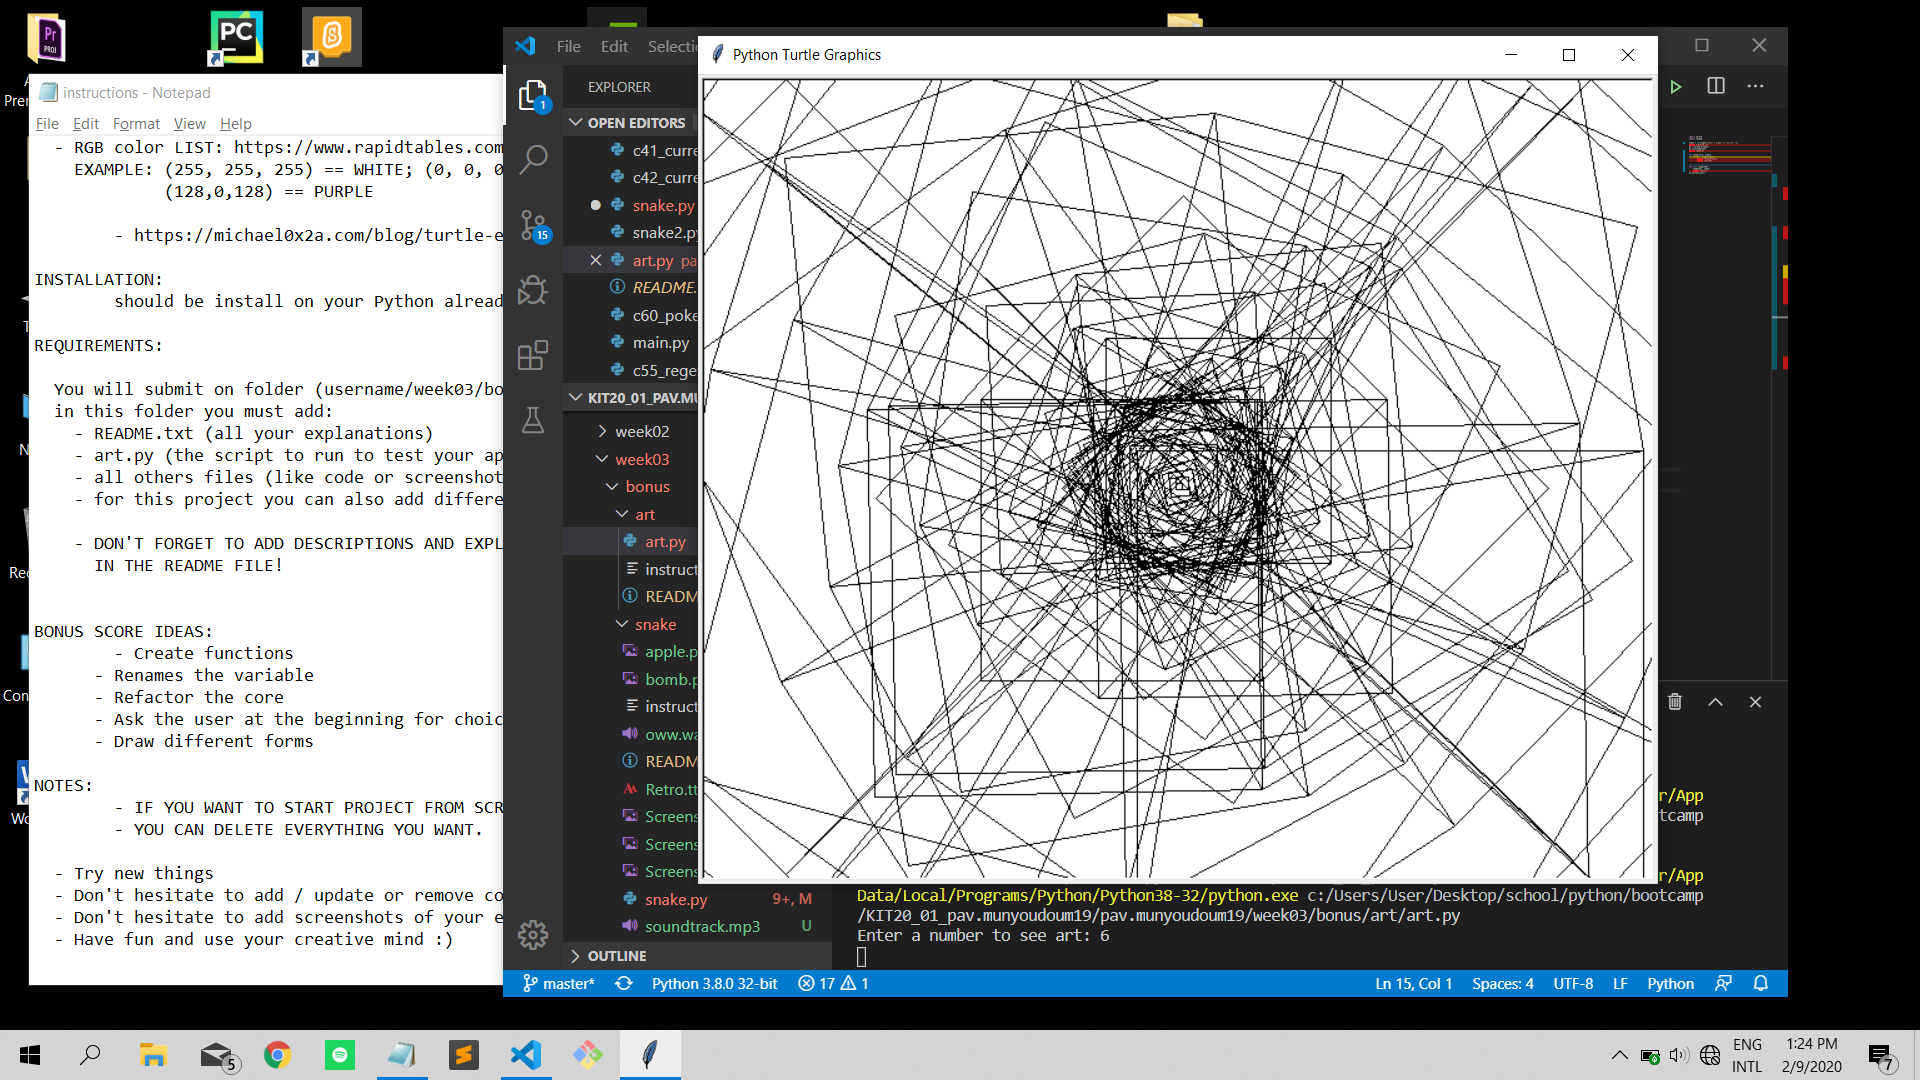 instructions - Notepad
File Edit Format View Help
- RGB color LIST: https://www.rapidtables.com
EXAMPLE: (255, 255, 255) == WHITE; (0, 0, 0
(128,0,128) == PURPLE
- https://michael0x2a.com/blog/turtle-e
INSTALLATION:
should be install on your Python alread
REQUIREMENTS:
You will submit on folder (username/week03/bo
in this folder you must add:
- README.txt (all your explanations)
- art.py (the script to run to test your ap
- all others files (like code or screenshot
- for this project you can also add differe
- DON'T FORGET TO ADD DESCRIPTIONS AND EXPL
IN THE README FILE!
BONUS SCORE IDEAS:
- Create functions
- Renames the variable
- Refactor the core
- Ask the user at the beginning for choic
- Draw different forms
NOTES:
- IF YOU WANT TO START PROJECT FROM SCR
- YOU CAN DELETE EVERYTHING YOU WANT.
- Try new things
- Don't hesitate to add / update or remove co
- Don't hesitate to add screenshots of your e
- Have fun and use your creative mind :)
File Edit Selecti
Python Turtle Graphics
EXPLORER
OPEN EDITORS
c41_curre
c42_curre
snake.py
snake2.py
art.py pa
README.
c60_poke
main.py
c55_rege
KIT20_01_PAV.MU
week02
week03
bonus
art
art.py
instruct
READM
snake
apple.p
bomb.p
instruct
oww.wa
READM
Retro.tt
Screens
Screens
Screens
snake.py 9+, M
soundtrack.mp3 U
OUTLINE
1
15
r/App
tcamp
r/App
Data/Local/Programs/Python/Python38-32/python.exe c:/Users/User/Desktop/school/python/bootcamp
/KIT20_01_pav.munyoudoum19/pav.munyoudoum19/week03/bonus/art/art.py
Enter a number to see art: 6
master* Python 3.8.0 32-bit 17 1 Ln 15, Col 1 Spaces: 4 UTF-8 LF Python
PC
Pr
PROJ
Pre
Rec
Con
Wo
5
ENG
INTL
1:24 PM
2/9/2020
7